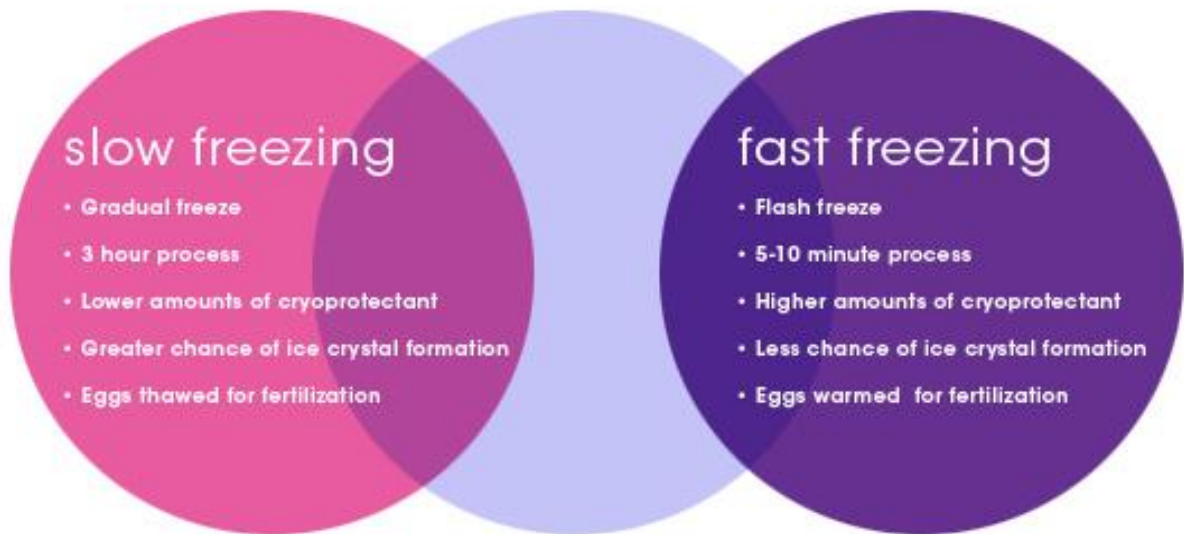 slow freezing
• Gradual freeze
• 3 hour process
• Lower amounts of cryoprotectant
• Greater chance of ice crystal formation
• Eggs thawed for fertilization
fast freezing
• Flash freeze
• 5-10 minute process
• Higher amounts of cryoprotectant
• Less chance of ice crystal formation
• Eggs warmed  for fertilization